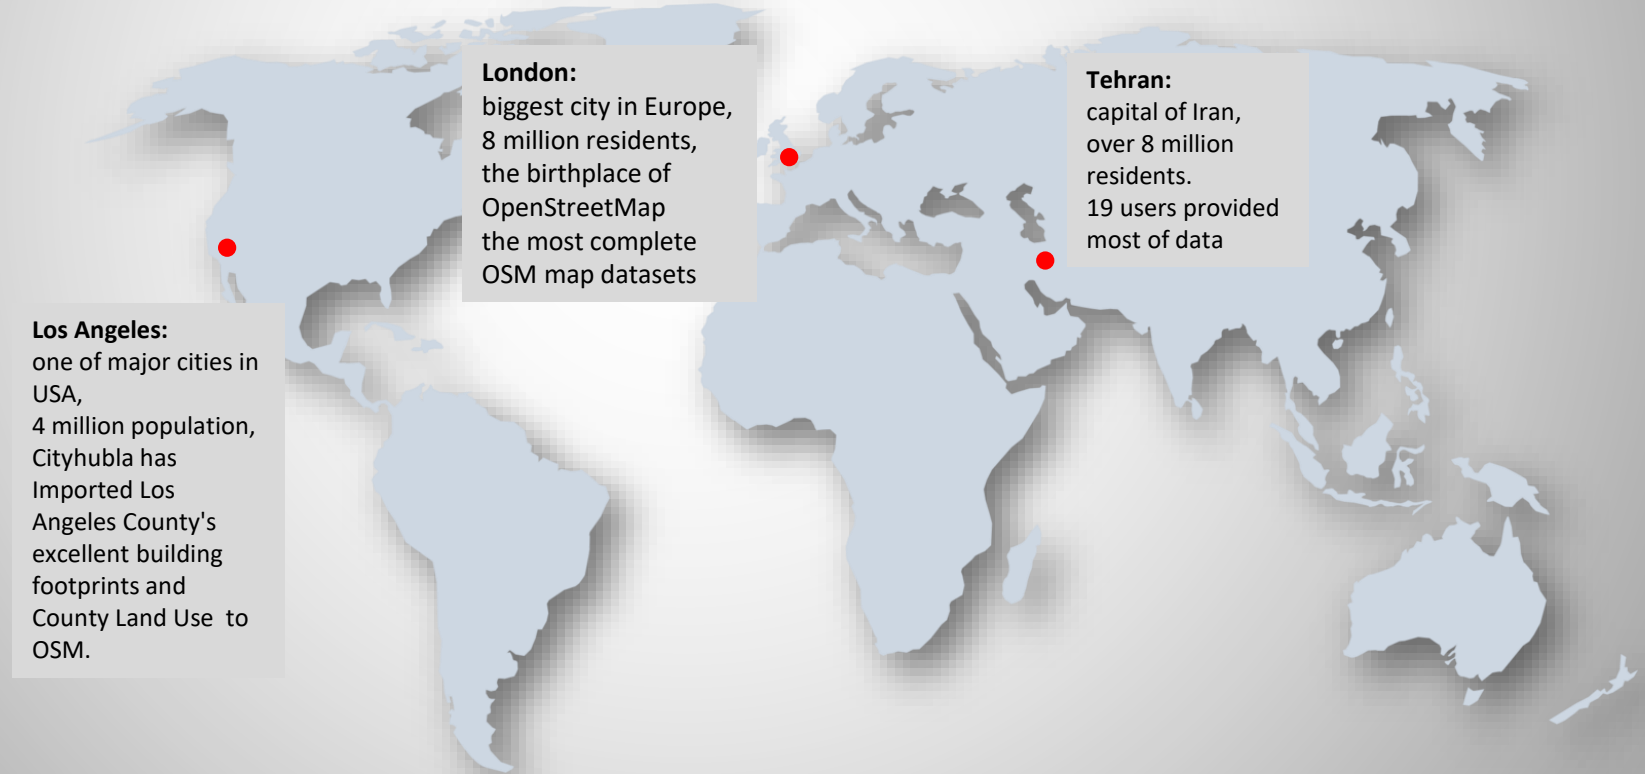 London:
biggest city in Europe,
8 million residents,
the birthplace of
OpenStreetMap
the most complete
OSM map datasets
Tehran:
capital of Iran,
over 8 million
residents.
19 users provided
most of data
Los Angeles:
one of major cities in
USA,
4 million population,
Cityhubla has
Imported Los
Angeles County's
excellent building
footprints and
County Land Use  to
OSM.